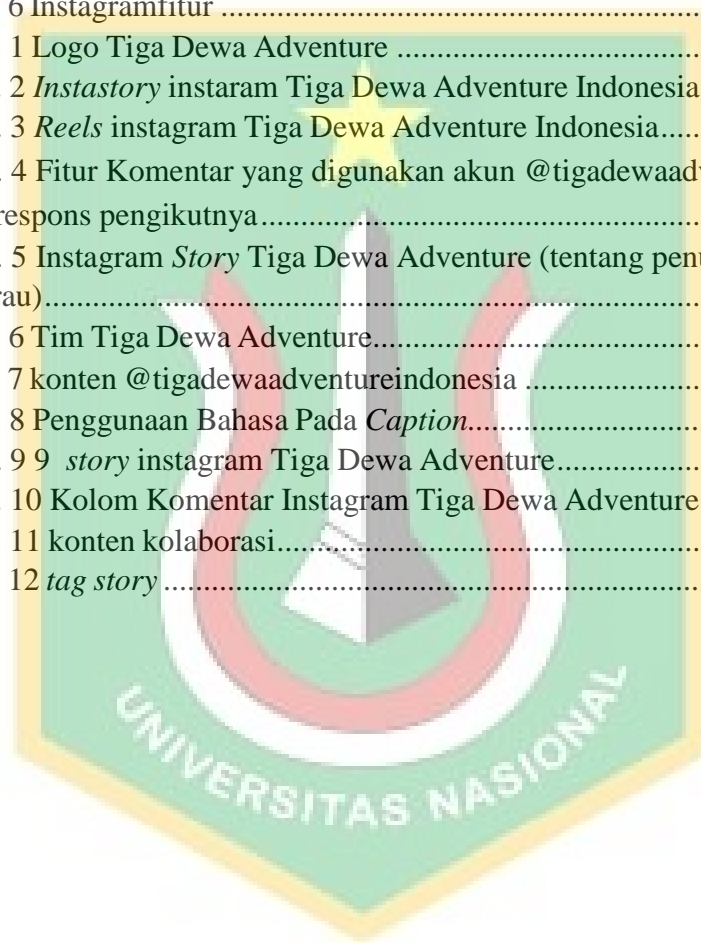 6 Instagramfitur ................................................................
1 Logo Tiga Dewa Adventure ........................................
. 2 Instastory instaram Tiga Dewa Adventure Indonesia
. 3 Reels instagram Tiga Dewa Adventure Indonesia.....
. 4 Fitur Komentar yang digunakan akun @tigadewaadv
respons pengikutnya.........................................................
. 5 Instagram Story Tiga Dewa Adventure (tentang penu
rau)....................................................................................
6 Tim Tiga Dewa Adventure............................................
7 konten @tigadewaadventureindonesia .......................
8 Penggunaan Bahasa Pada Caption...............................
. 9 9 story instagram Tiga Dewa Adventure...................
. 10 Kolom Komentar Instagram Tiga Dewa Adventure
11 konten kolaborasi.........................................................
12 tag story .......................................................................
UNIVERSITAS NASIONAL